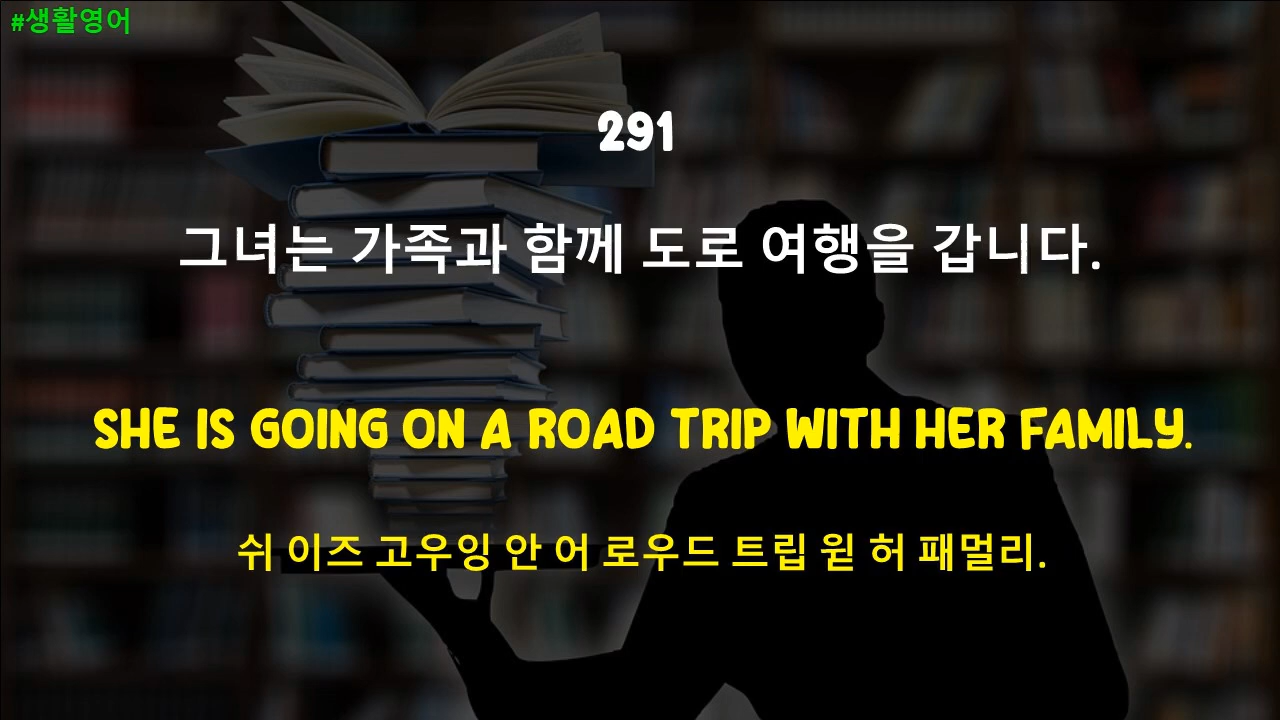 #생활영어
291
그녀는 가족과 함께 도로 여행을 갑니다.
SHE IS GOING ON A ROAD TRIP WITH HER FAMILY.
쉬 이즈 고우잉 안 어 로우드 트립 윋 허 패멀리.